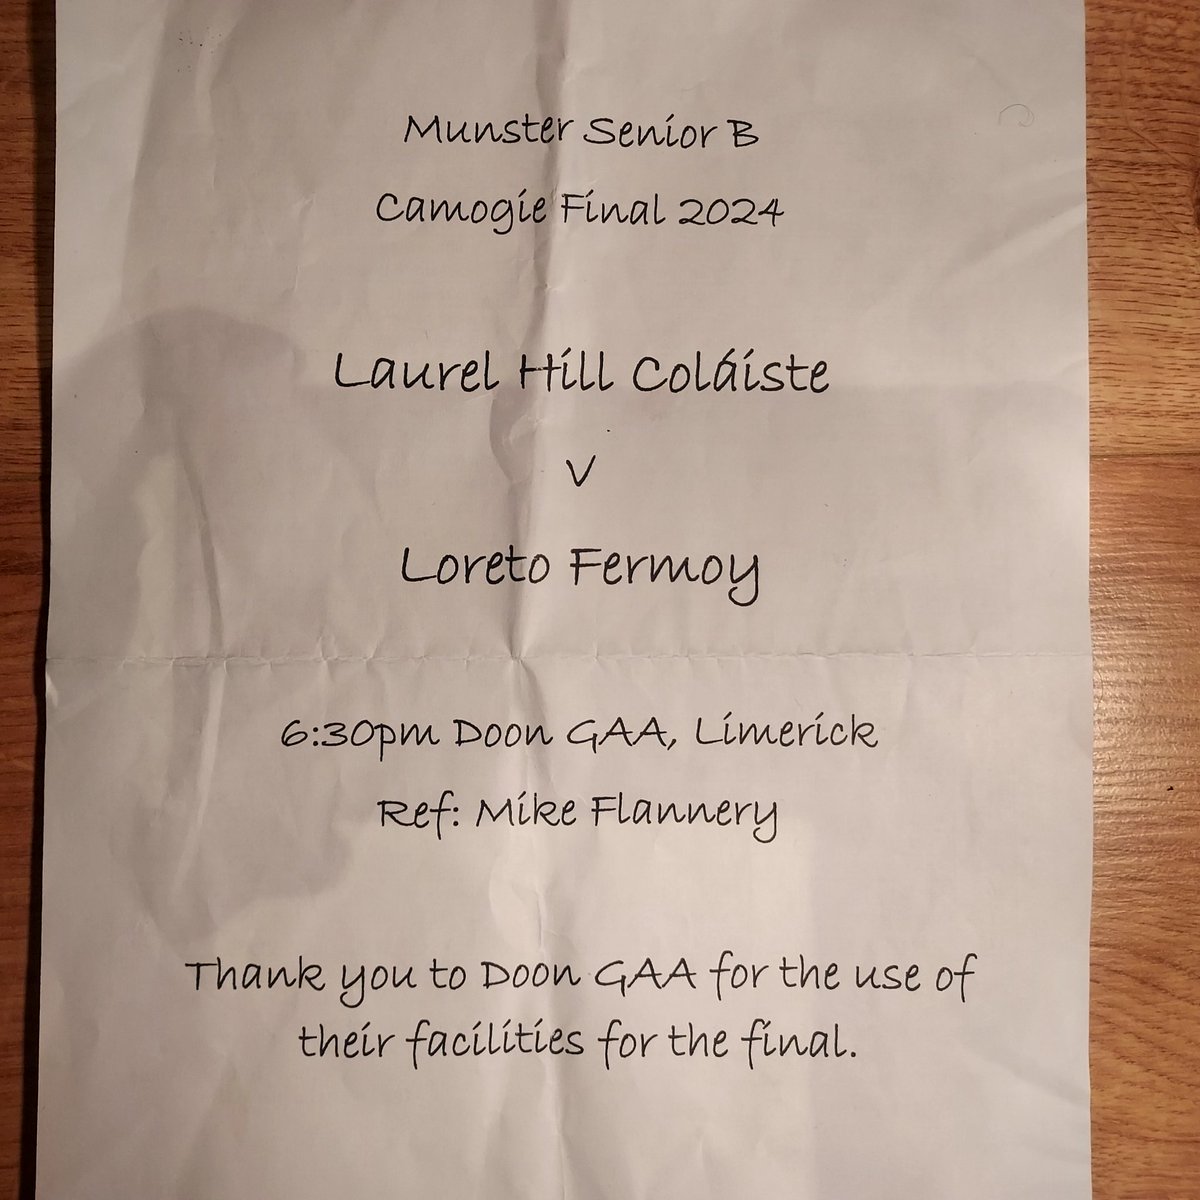 Munster Senior B
Camogie Final 2024
Laurel Hill Coláiste
V
Loreto Fermoy
6:30pm Doon GAA, Limerick
Ref: Mike Flannery
Thank you to Doon GAA for the use of
their facilities for the final.